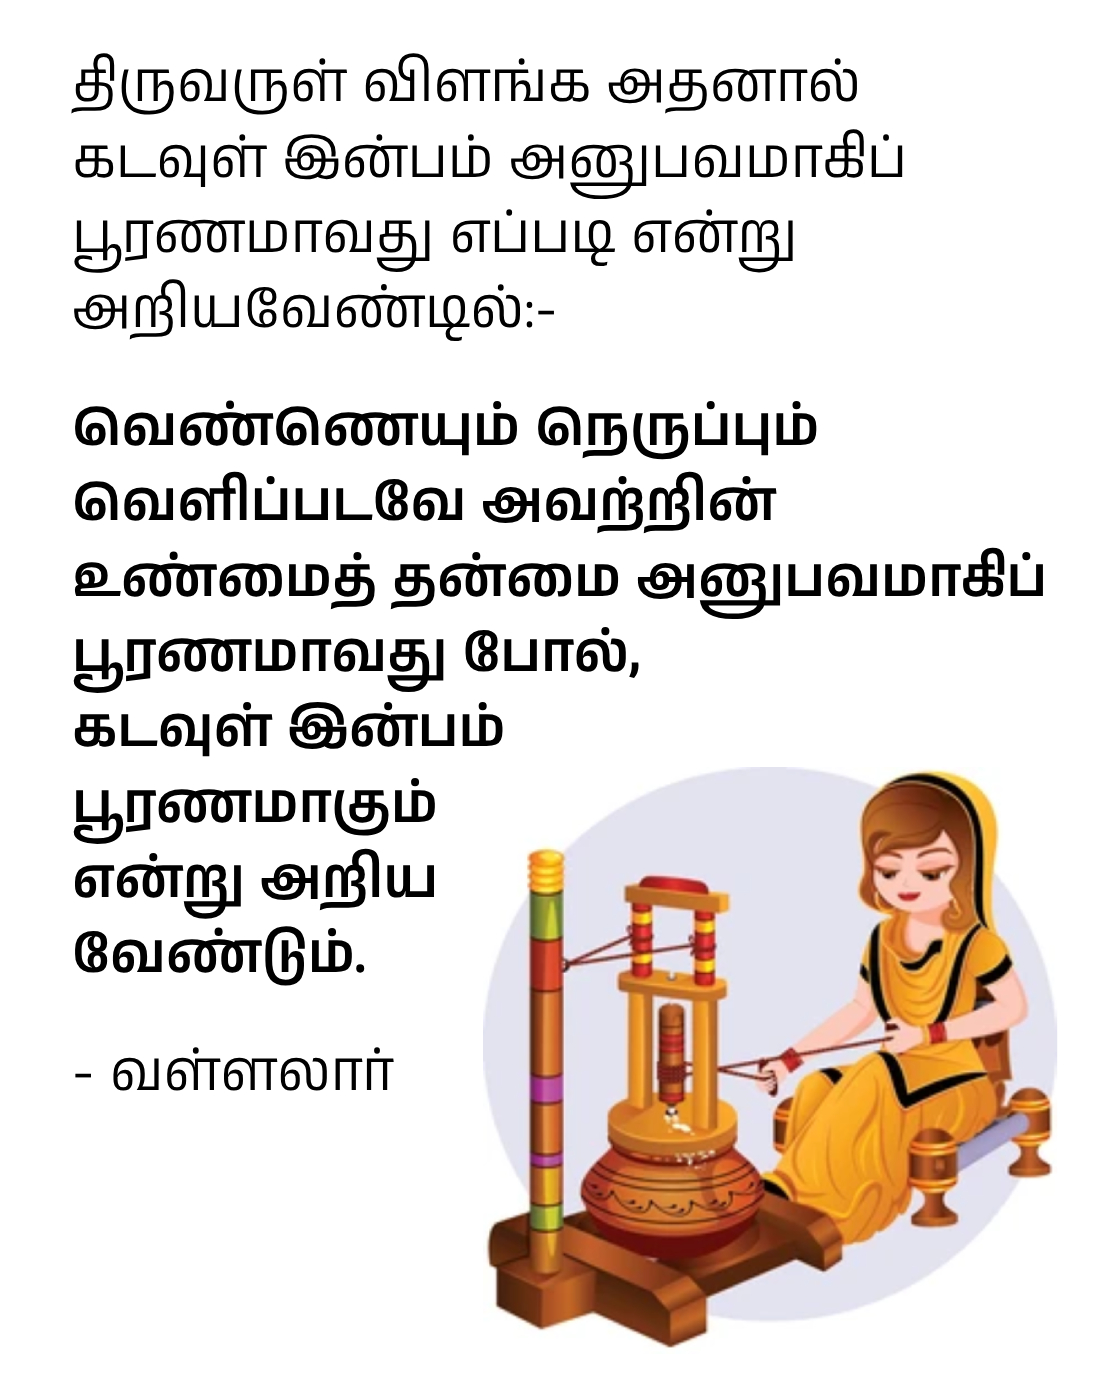 திருவருள் விளங்க அதனால்
கடவுள் இன்பம் அனுபவமாகிப்
பூரணமாவது எப்படி என்று
அறியவேண்டில்:-
வெண்ணெயும் நெருப்பும்
வெளிப்படவே அவற்றின்
உண்மைத் தன்மை அனுபவமாகிப்
பூரணமாவது போல்,
கடவுள் இன்பம்
பூரணமாகும்
என்று அறிய
வேண்டும்.
- வள்ளலார்